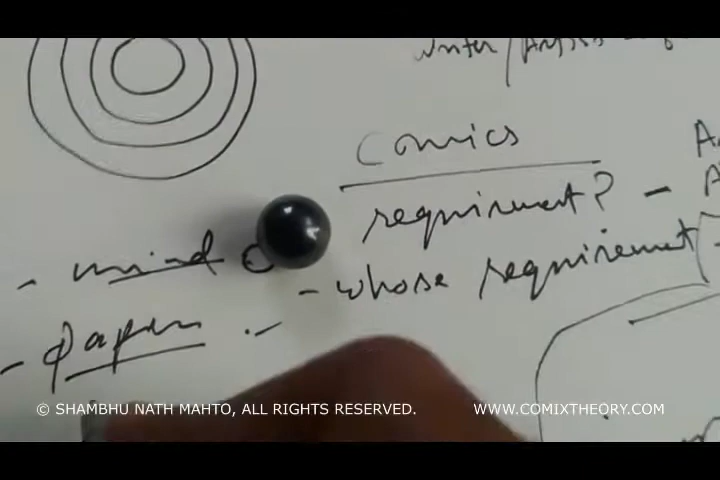 Comics
requirement? -
- whose requirement -
- mind
- paper -
© SHAMBHU NATH MAHTO, ALL RIGHTS RESERVED. WWW.COMIXTHEORY.COM